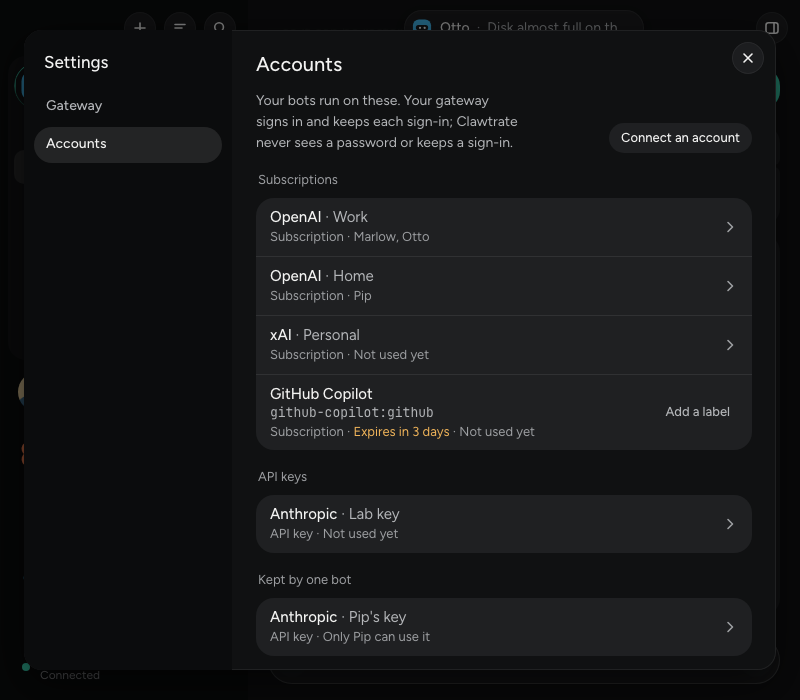 Otto · Disk almost full on th
Settings
Gateway
Accounts
Accounts
Your bots run on these. Your gateway
signs in and keeps each sign-in; Clawtrate
never sees a password or keeps a sign-in.
Connect an account
Subscriptions
OpenAI · Work
Subscription · Marlow, Otto
OpenAI · Home
Subscription · Pip
xAI · Personal
Subscription · Not used yet
GitHub Copilot
github-copilot:github
Subscription · Expires in 3 days · Not used yet
Add a label
API keys
Anthropic · Lab key
API key · Not used yet
Kept by one bot
Anthropic · Pip's key
API key · Only Pip can use it
Connected